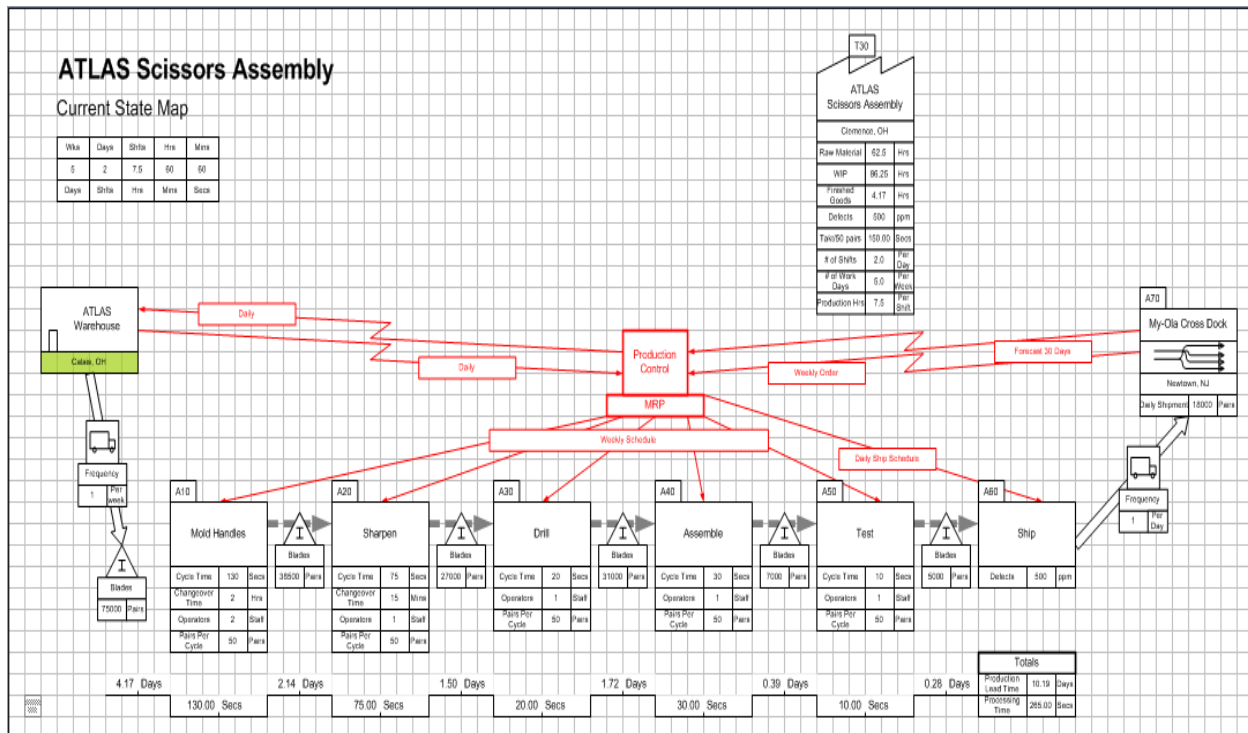 ATLAS Scissors Assembly
Current State Map
Wks Days Shfts Hrs Mins
5 2 7.5 60 60
Days Shfts Hrs Mins Secs
T30
ATLAS
Scissors Assembly
Clemence, OH
Raw Material 62.5 Hrs
WIP 86.25 Hrs
Finished Goods 4.17 Hrs
Defects 500 ppm
Takt/50 pairs 150.00 Secs
# of Shifts 2.0 Per Day
# of Work Days 5.0 Per Week
Production Hrs 7.5 Per Shift
ATLAS
Warehouse
Calais, OH
Daily
Daily
Production
Control
MRP
Weekly Order
Forecast 30 Days
A70
My-Ola Cross Dock
Newtown, NJ
Daily Shipment 18000 Pairs
Weekly Schedule
Daily Ship Schedule
Frequency
1 Per week
Frequency
1 Per Day
I
Blades
75000 Pairs
A10
Mold Handles
Cycle Time 130 Secs
Changeover Time 2 Hrs
Operators 2 Staff
Pairs Per Cycle 50 Pairs
I
Blades
38500 Pairs
A20
Sharpen
Cycle Time 75 Secs
Changeover Time 15 Mins
Operators 1 Staff
Pairs Per Cycle 50 Pairs
I
Blades
27000 Pairs
A30
Drill
Cycle Time 20 Secs
Operators 1 Staff
Pairs Per Cycle 50 Pairs
I
Blades
31000 Pairs
A40
Assemble
Cycle Time 30 Secs
Operators 1 Staff
Pairs Per Cycle 50 Pairs
I
Blades
7000 Pairs
A50
Test
Cycle Time 10 Secs
Operators 1 Staff
Pairs Per Cycle 50 Pairs
I
Blades
5000 Pairs
A60
Ship
Defects 500 ppm
4.17 Days
130.00 Secs
2.14 Days
75.00 Secs
1.50 Days
20.00 Secs
1.72 Days
30.00 Secs
0.39 Days
10.00 Secs
0.28 Days
Totals
Production Lead Time 10.19 Days
Processing Time 265.00 Secs